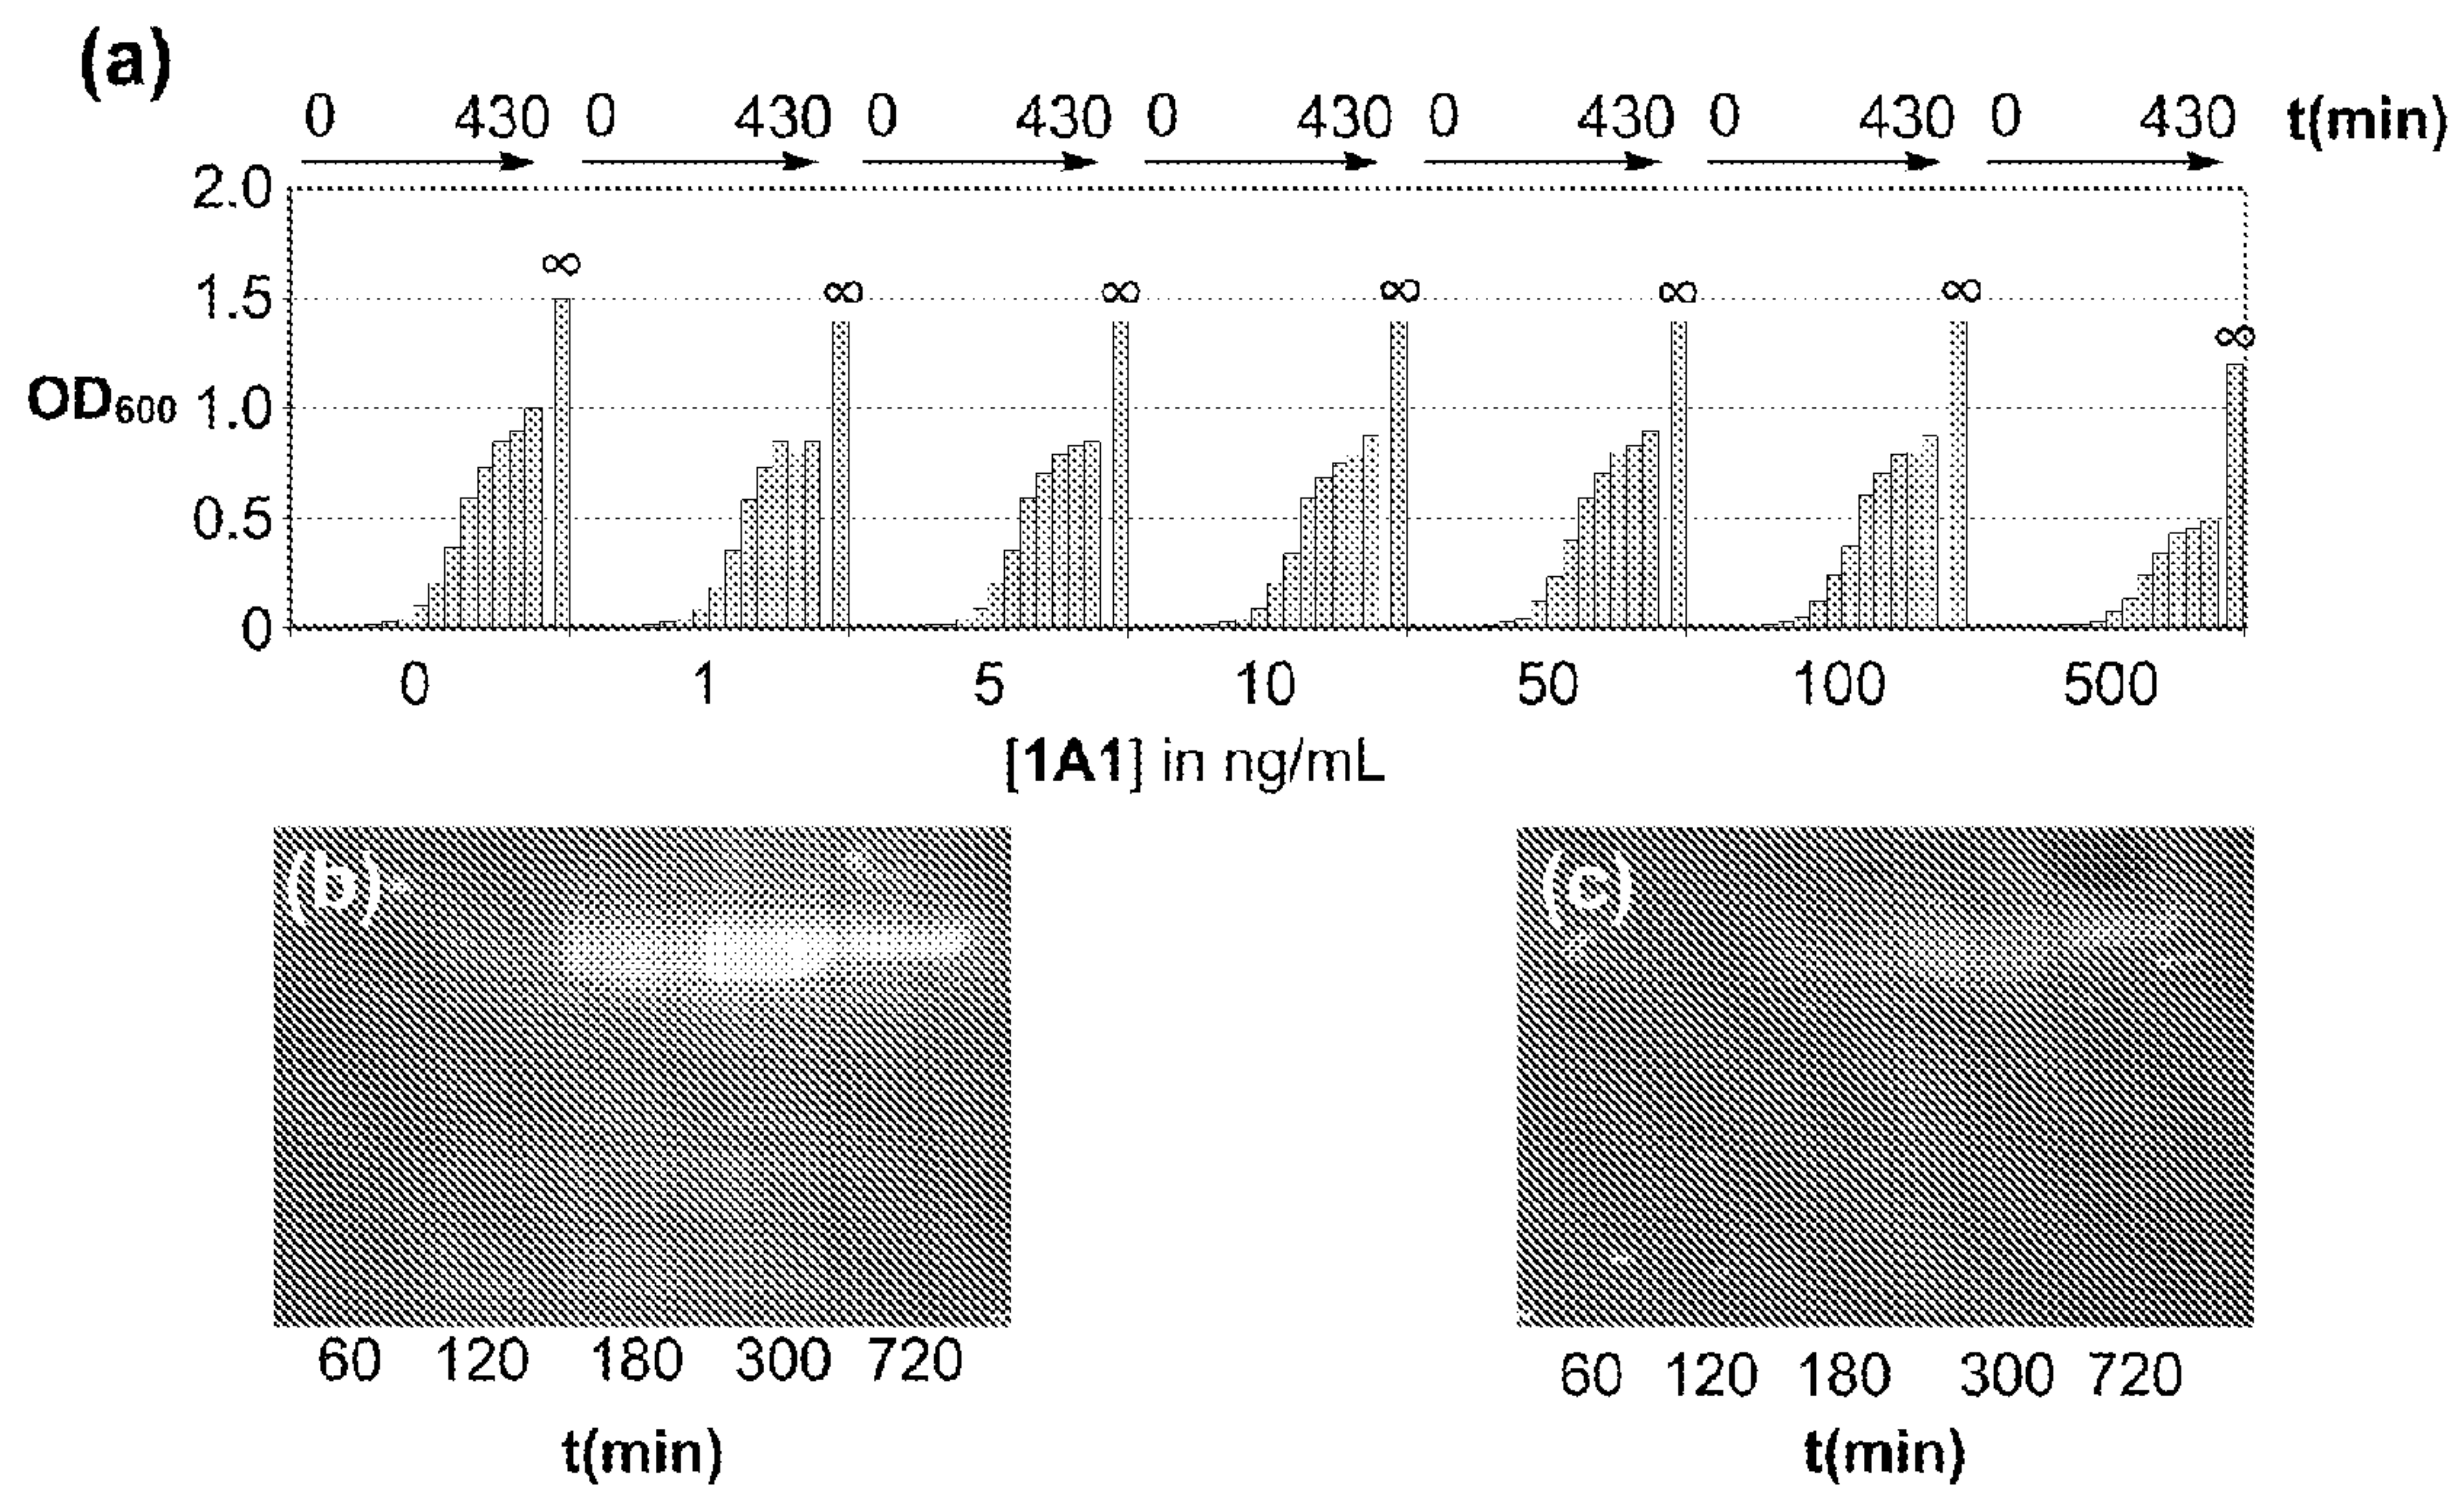 (a)
0 430 0 430 0 430 0 430 0 430 0 430 0 430 t(min)
2.0
∞
1.5 ∞ ∞ ∞ ∞ ∞
∞
OD600 1.0
0.5
0
0 1 5 10 50 100 500
[1A1] in ng/mL
(b) (c)
60 120 180 300 720
60 120 180 300 720
t(min) t(min)